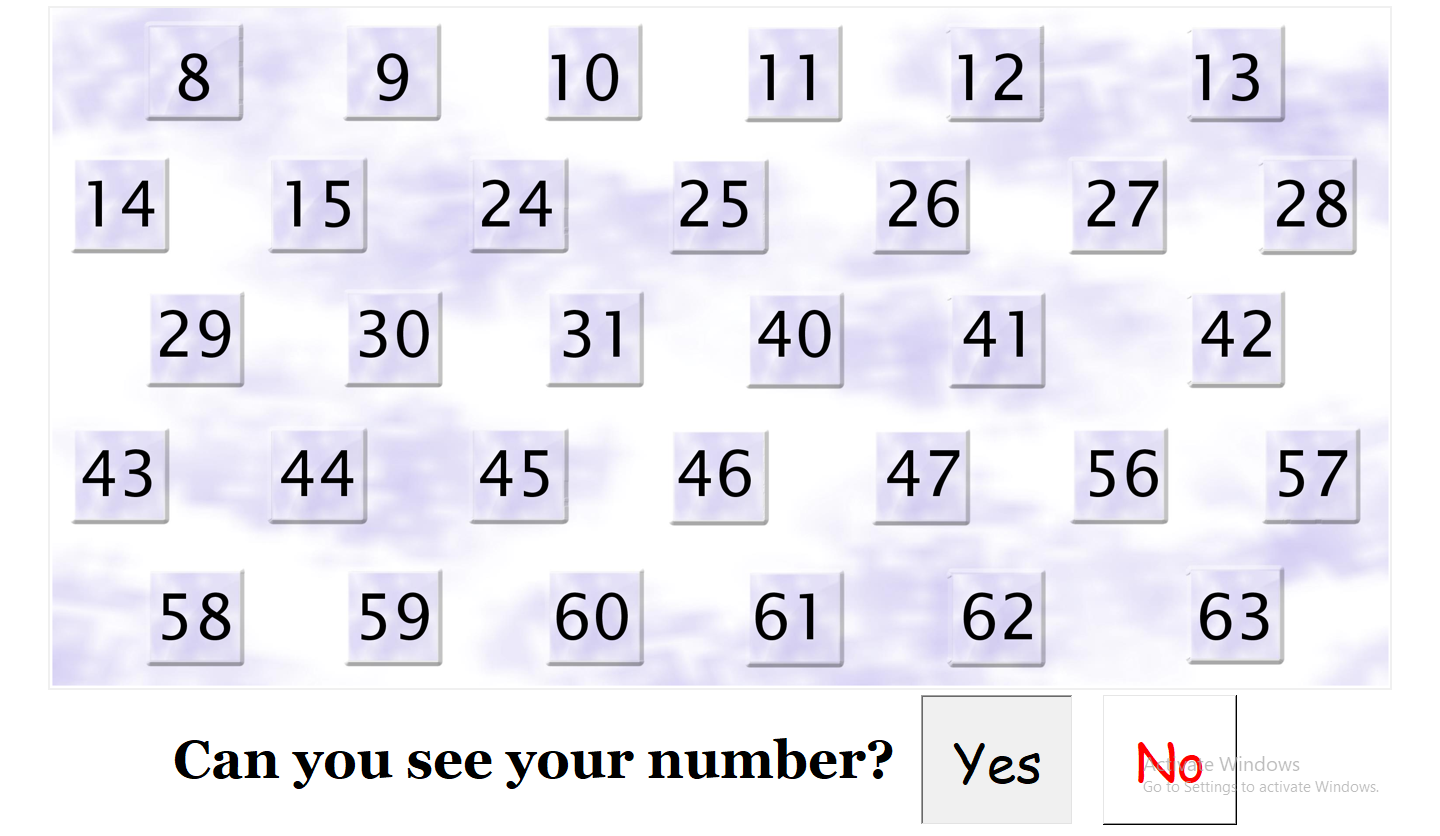 8 9 10 11 12 13
14 15 24 25 26 27 28
29 30 31 40 41 42
43 44 45 46 47 56 57
58 59 60 61 62 63
Can you see your number? Yes No
Activate Windows
Go to Settings to activate Windows.